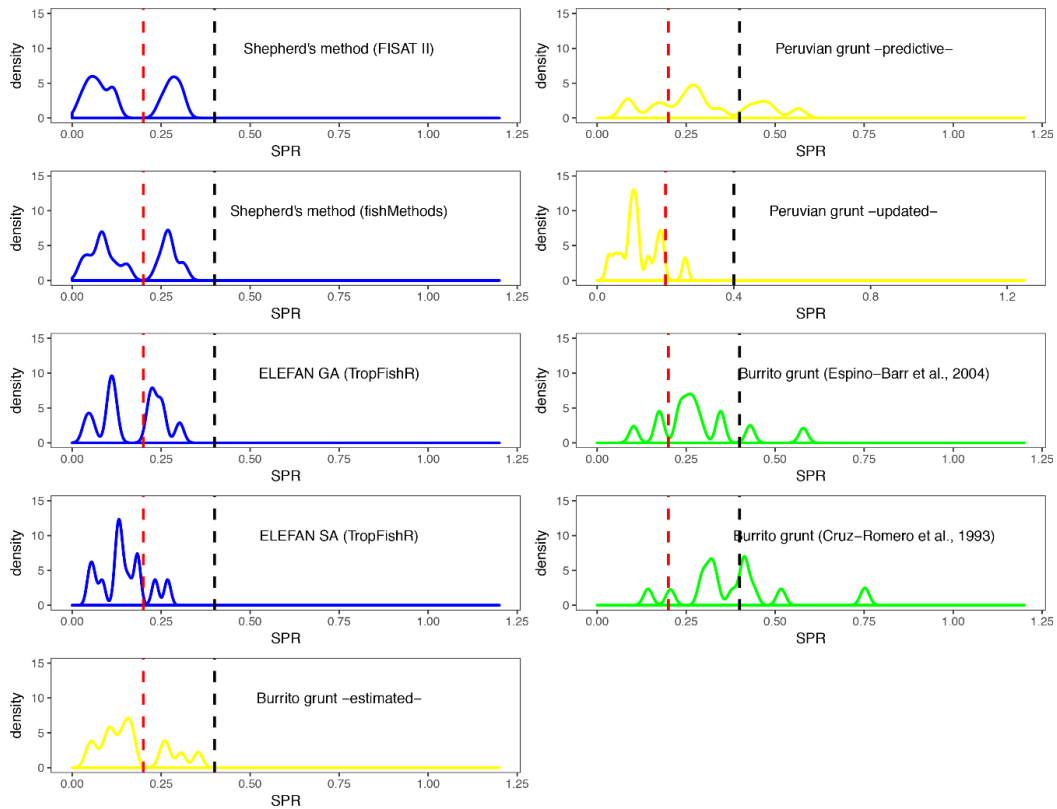 15
10
5
0
density
Shepherd's method (FISAT II)
0.00 0.25 0.50 0.75 1.00 1.25
SPR
15
10
5
0
density
Peruvian grunt −predictive−
0.00 0.25 0.50 0.75 1.00 1.25
SPR
15
10
5
0
density
Shepherd's method (fishMethods)
0.00 0.25 0.50 0.75 1.00 1.25
SPR
15
10
5
0
density
Peruvian grunt −updated−
0.0 0.4 0.8 1.2
SPR
15
10
5
0
density
ELEFAN GA (TropFishR)
0.00 0.25 0.50 0.75 1.00 1.25
SPR
15
10
5
0
density
Burrito grunt (Espino−Barr et al., 2004)
0.00 0.25 0.50 0.75 1.00 1.25
SPR
15
10
5
0
density
ELEFAN SA (TropFishR)
0.00 0.25 0.50 0.75 1.00 1.25
SPR
15
10
5
0
density
Burrito grunt (Cruz−Romero et al., 1993)
0.00 0.25 0.50 0.75 1.00 1.25
SPR
15
10
5
0
density
Burrito grunt −estimated−
0.00 0.25 0.50 0.75 1.00 1.25
SPR